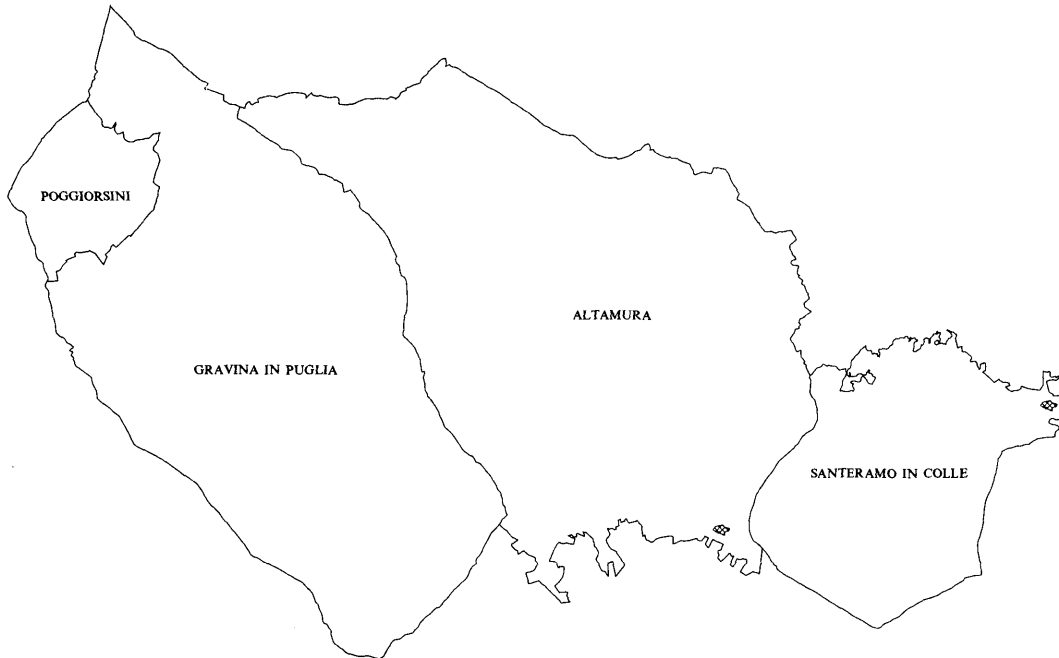 POGGIORSINI
ALTAMURA
GRAVINA IN PUGLIA
SANTERAMO IN COLLE